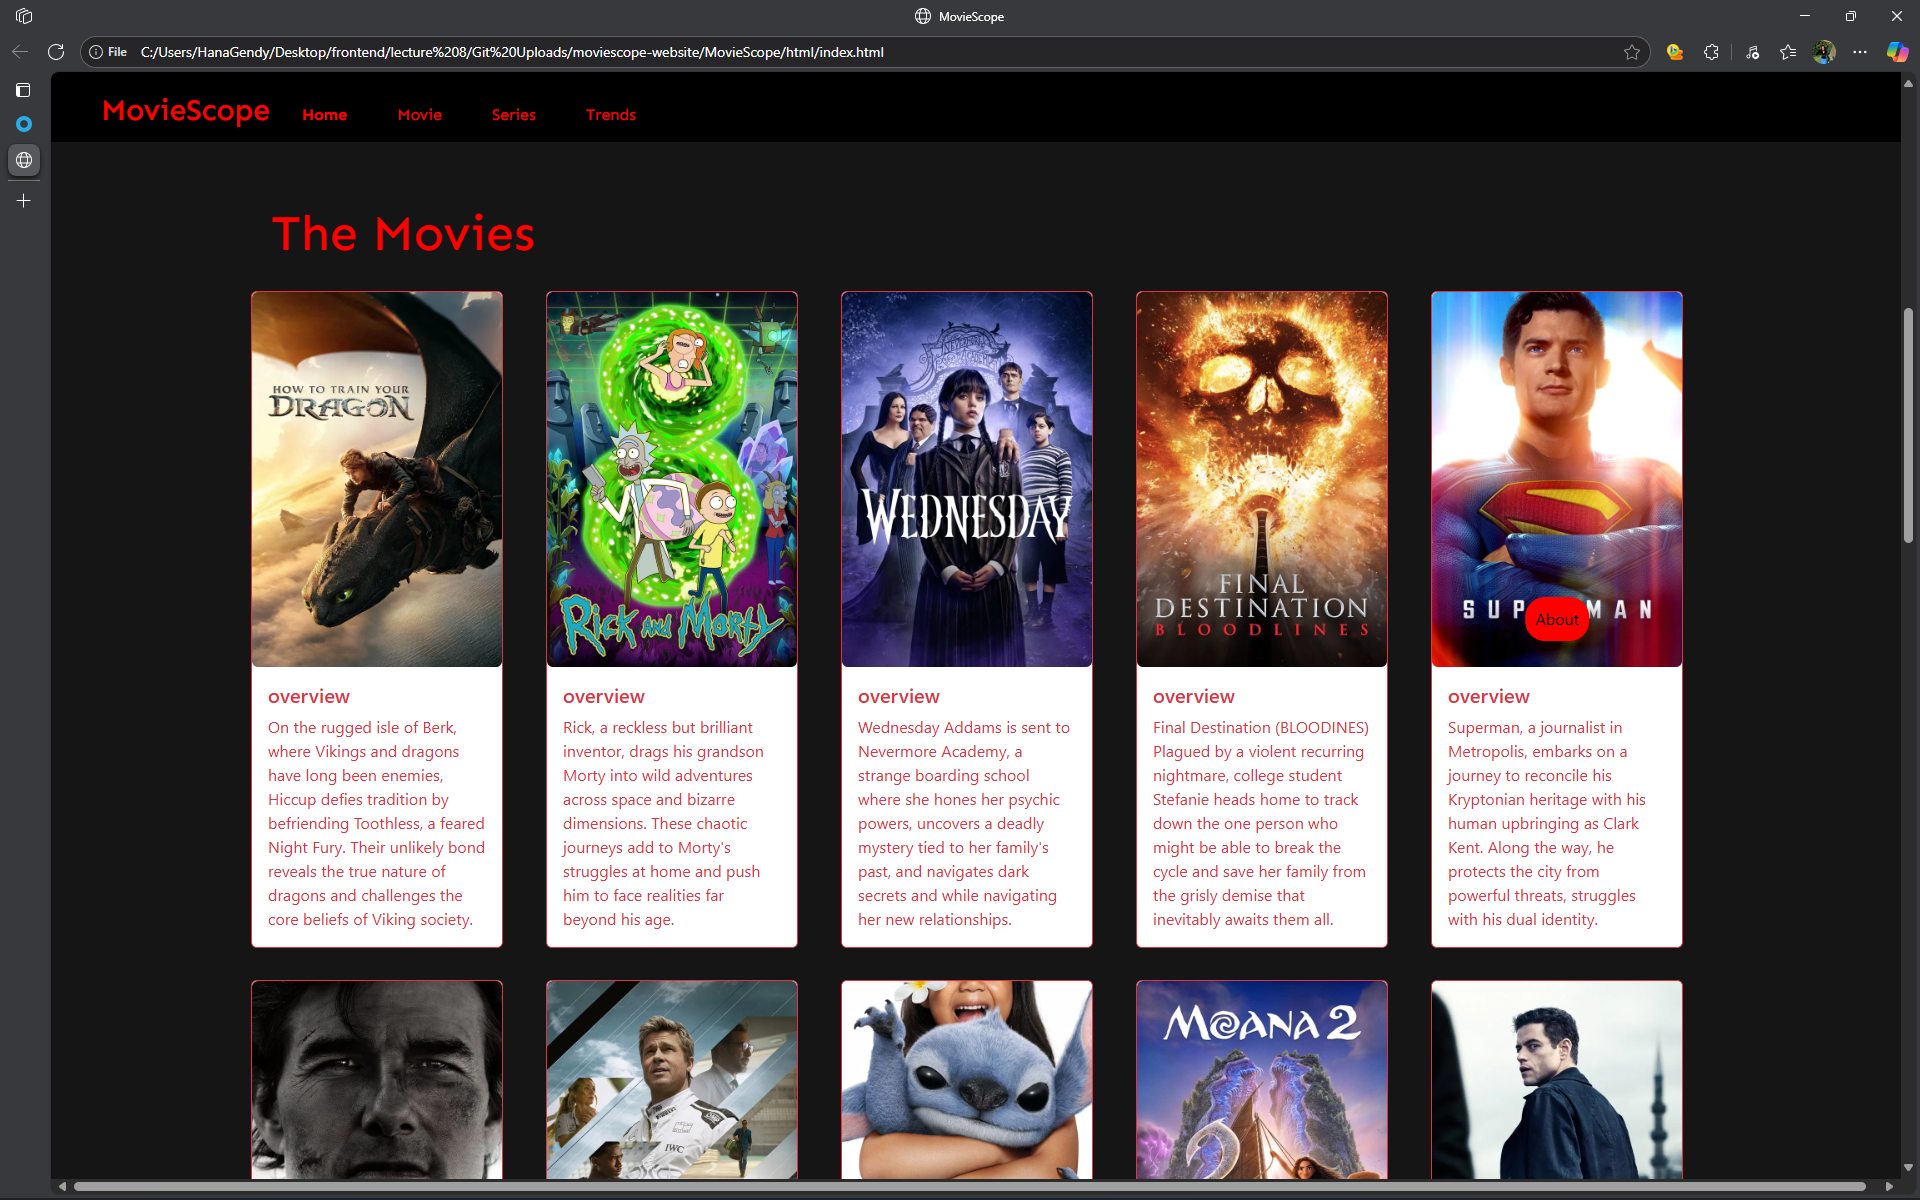 MovieScope
File C:/Users/HanaGendy/Desktop/frontend/lecture%208/Git%20Uploads/moviescope-website/MovieScope/html/index.html
MovieScope Home Movie Series Trends
The Movies
HOW TO TRAIN YOUR
DRAGON
RICK AND MORTY
WEDNESDAY
FINAL
DESTINATION
BLOODLINES
SUP MAN
About
overview
On the rugged isle of Berk,
where Vikings and dragons
have long been enemies,
Hiccup defies tradition by
befriending Toothless, a feared
Night Fury. Their unlikely bond
reveals the true nature of
dragons and challenges the
core beliefs of Viking society.
overview
Rick, a reckless but brilliant
inventor, drags his grandson
Morty into wild adventures
across space and bizarre
dimensions. These chaotic
journeys add to Morty's
struggles at home and push
him to face realities far
beyond his age.
overview
Wednesday Addams is sent to
Nevermore Academy, a
strange boarding school
where she hones her psychic
powers, uncovers a deadly
mystery tied to her family's
past, and navigates dark
secrets and while navigating
her new relationships.
overview
Final Destination (BLOODINES)
Plagued by a violent recurring
nightmare, college student
Stefanie heads home to track
down the one person who
might be able to break the
cycle and save her family from
the grisly demise that
inevitably awaits them all.
overview
Superman, a journalist in
Metropolis, embarks on a
journey to reconcile his
Kryptonian heritage with his
human upbringing as Clark
Kent. Along the way, he
protects the city from
powerful threats, struggles
with his dual identity.
IWC
MOANA 2